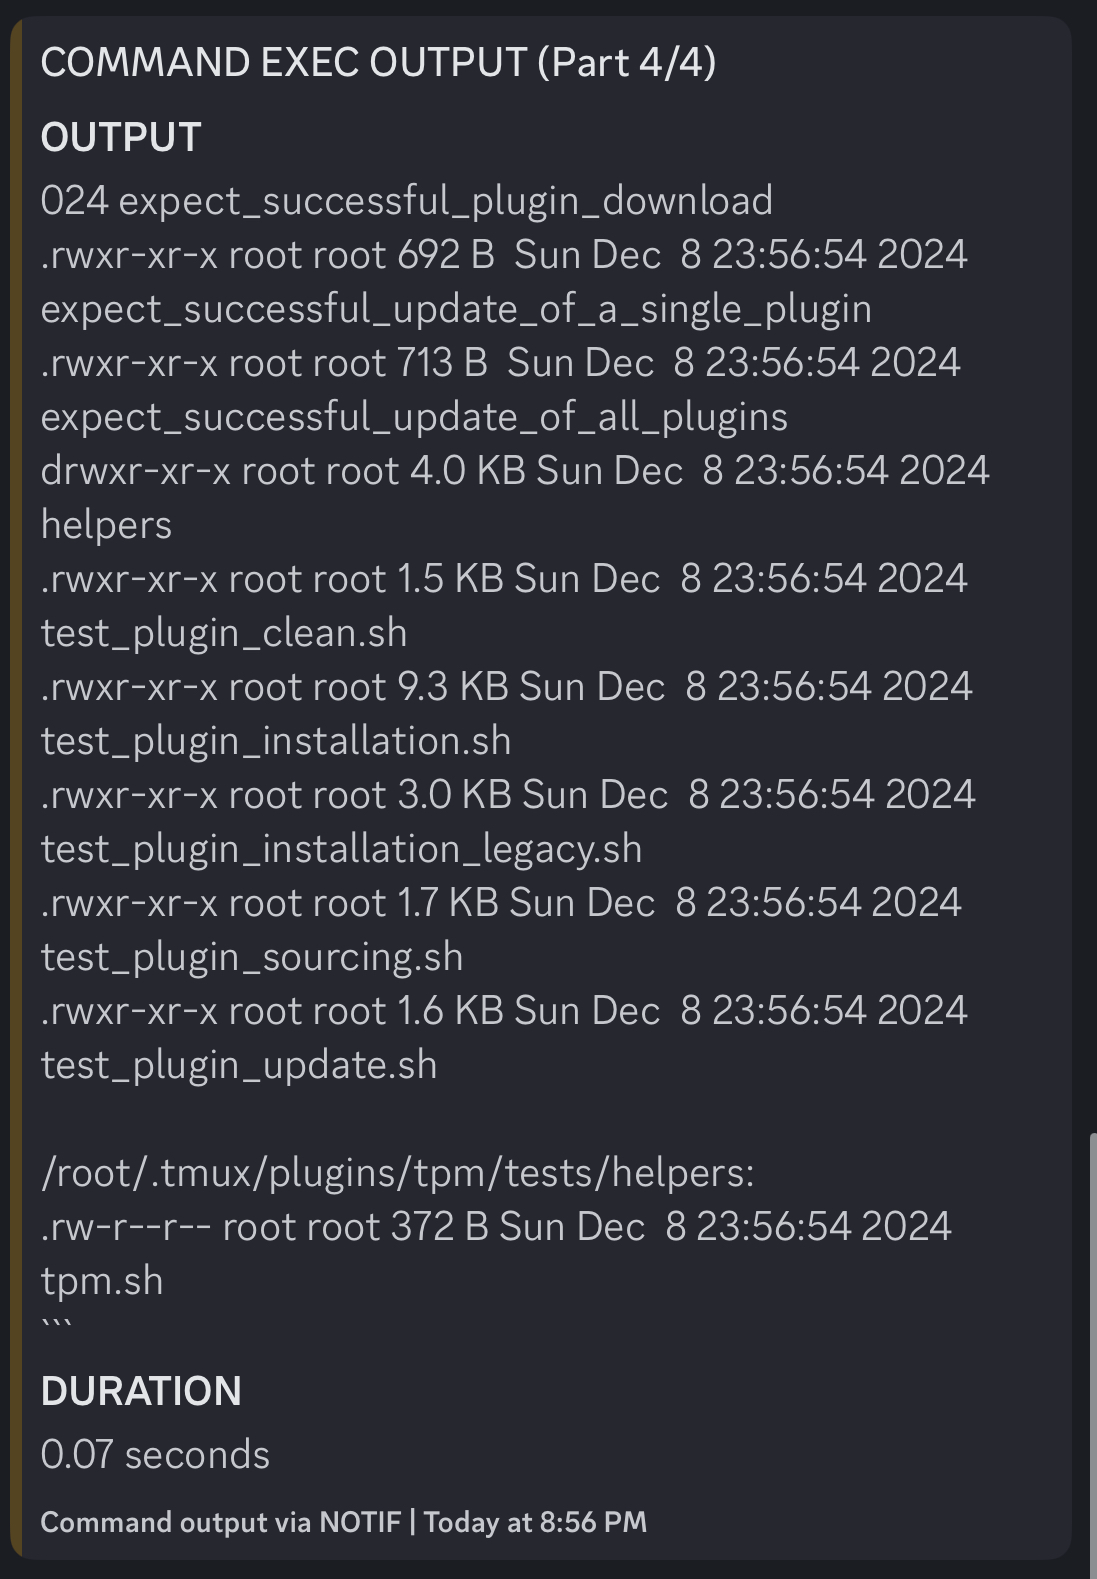 COMMAND EXEC OUTPUT (Part 4/4)
OUTPUT
024 expect_successful_plugin_download
.rwxr-xr-x root root 692 B  Sun Dec  8 23:56:54 2024
expect_successful_update_of_a_single_plugin
.rwxr-xr-x root root 713 B  Sun Dec  8 23:56:54 2024
expect_successful_update_of_all_plugins
drwxr-xr-x root root 4.0 KB Sun Dec  8 23:56:54 2024
helpers
.rwxr-xr-x root root 1.5 KB Sun Dec  8 23:56:54 2024
test_plugin_clean.sh
.rwxr-xr-x root root 9.3 KB Sun Dec  8 23:56:54 2024
test_plugin_installation.sh
.rwxr-xr-x root root 3.0 KB Sun Dec  8 23:56:54 2024
test_plugin_installation_legacy.sh
.rwxr-xr-x root root 1.7 KB Sun Dec  8 23:56:54 2024
test_plugin_sourcing.sh
.rwxr-xr-x root root 1.6 KB Sun Dec  8 23:56:54 2024
test_plugin_update.sh
/root/.tmux/plugins/tpm/tests/helpers:
.rw-r--r-- root root 372 B Sun Dec  8 23:56:54 2024
tpm.sh
```
DURATION
0.07 seconds
Command output via NOTIF | Today at 8:56 PM